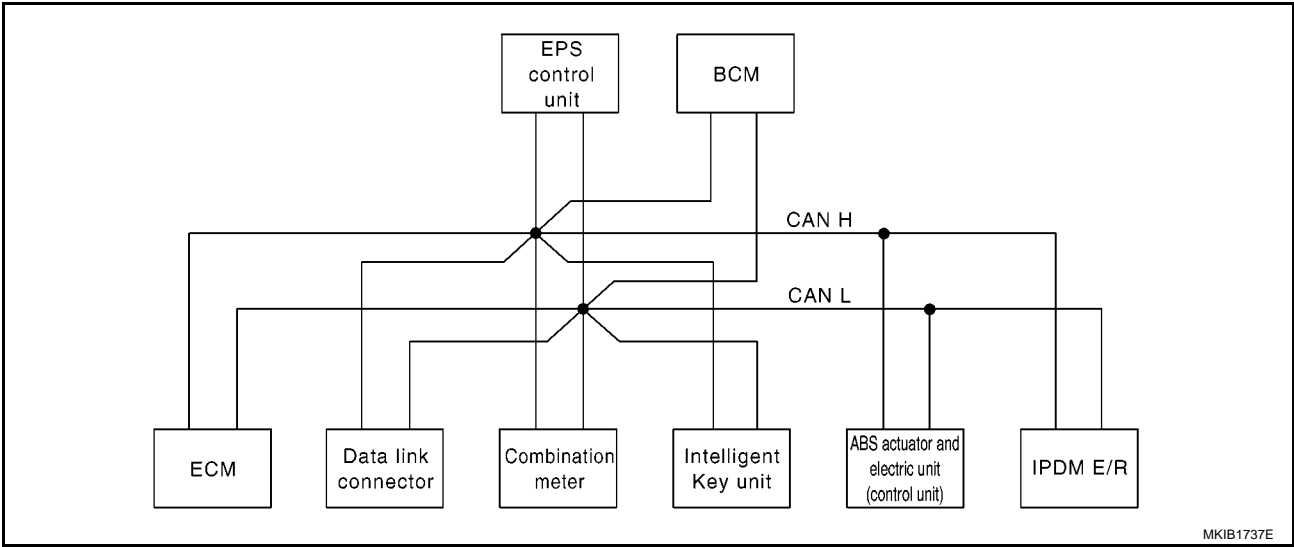 EPS
control
unit
BCM
CAN H
CAN L
ECM
Data link
connector
Combination
meter
Intelligent
Key unit
ABS actuator and
electric unit
(control unit)
IPDM E/R
MKIB1737E